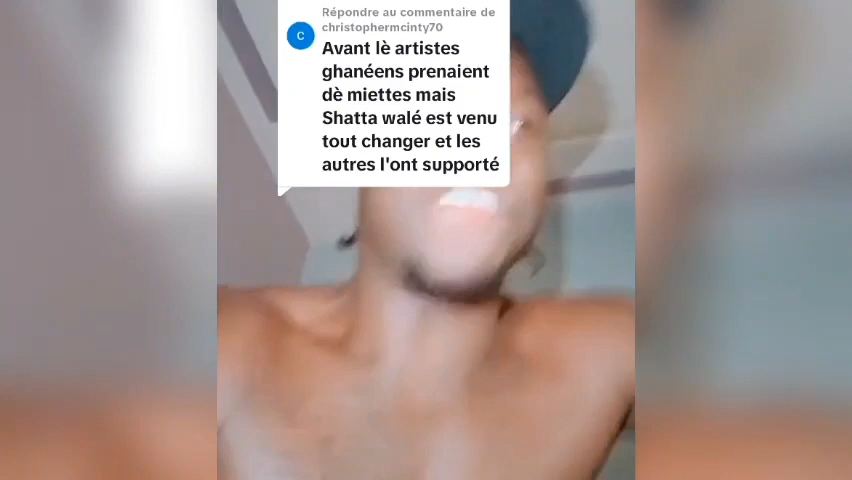 Répondre au commentaire de
christophermcinty70
C
Avant lè artistes
ghanéens prenaient
dè miettes mais
Shatta walé est venu
tout changer et les
autres l'ont supporté